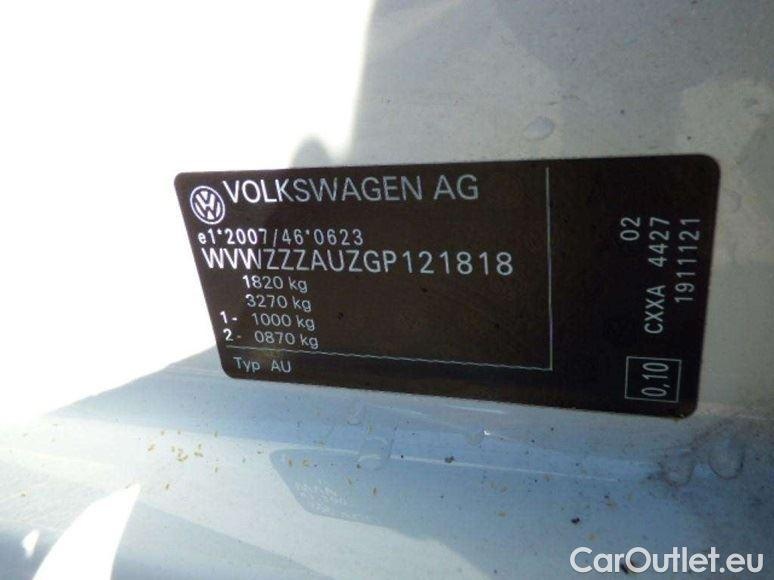 VOLKSWAGEN AG
e1*2007/46*0623
WVWZZZAUZGP121818
1820 kg
3270 kg
1- 1000 kg
2- 0870 kg
Typ AU
02
CXXA 4427
1911121
0,10
CarOutlet.eu